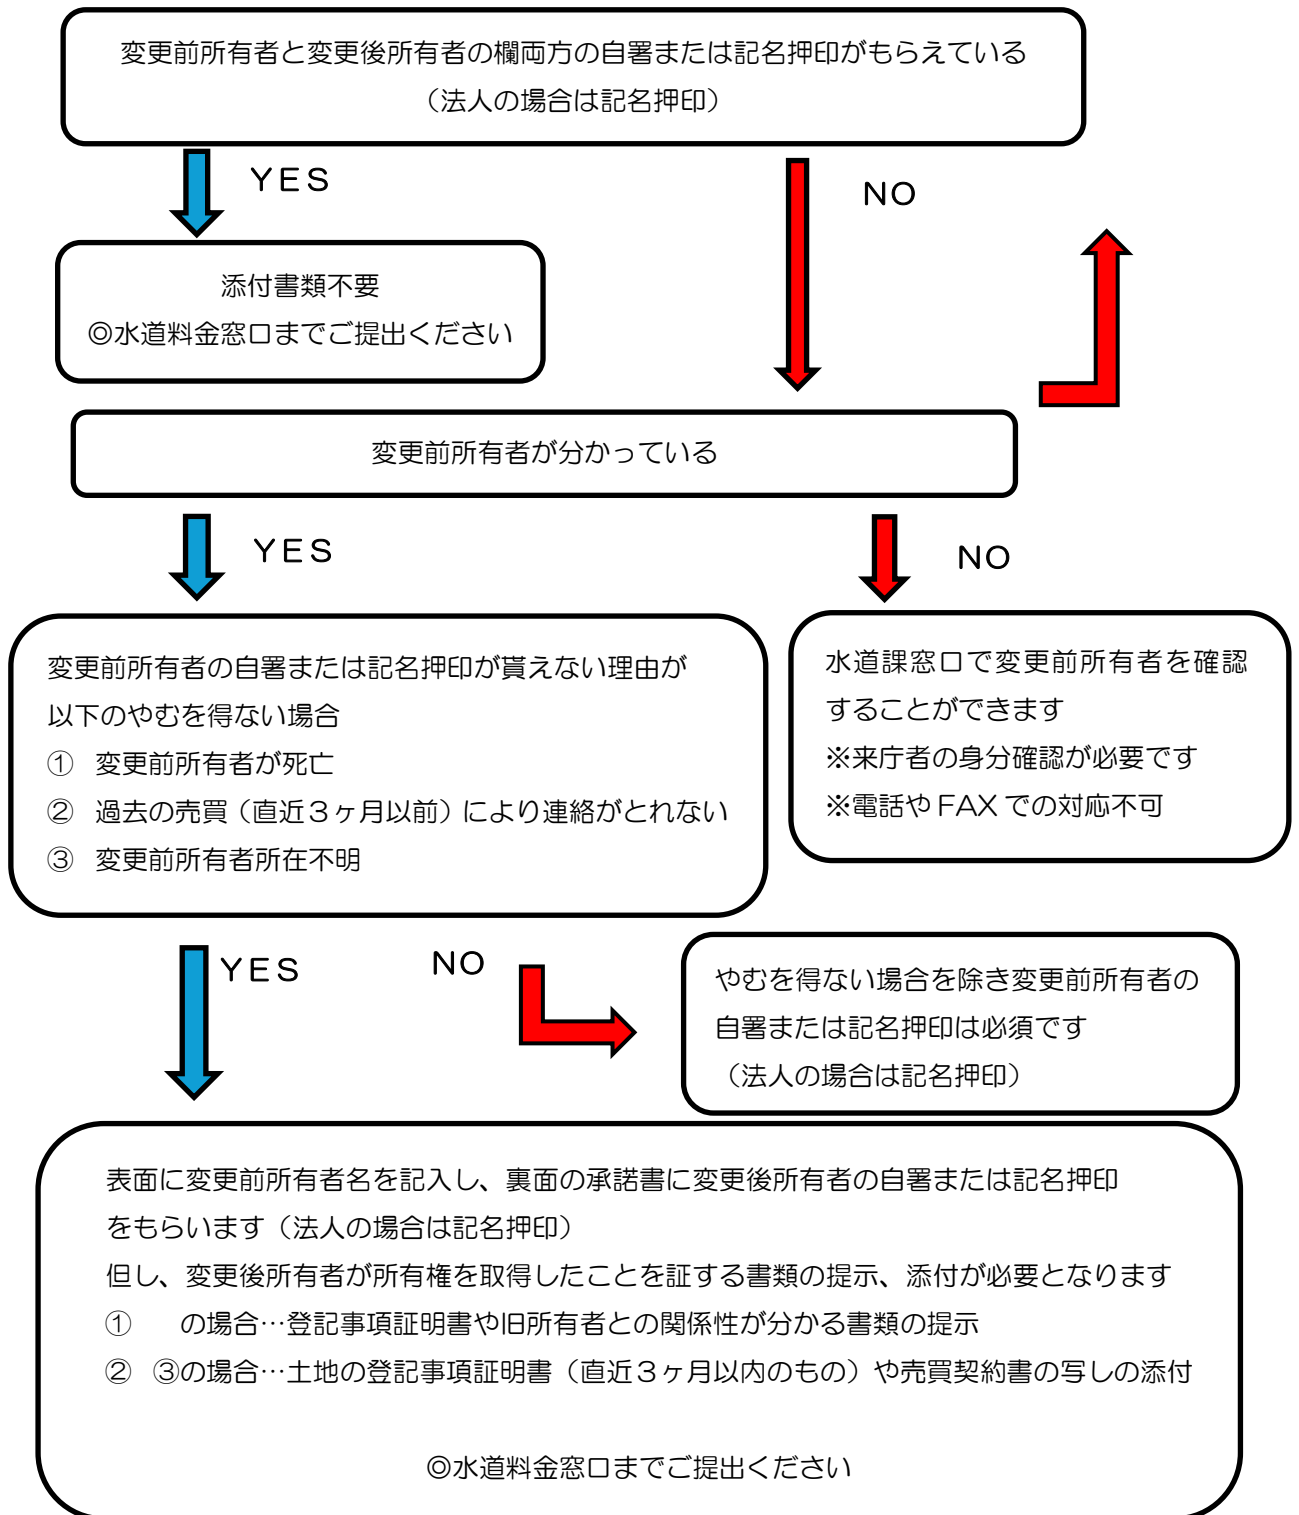 変更前所有者と変更後所有者の欄両方の自署または記名押印がもらえている
（法人の場合は記名押印）
YES
NO
添付書類不要
◎水道料金窓口までご提出ください
変更前所有者が分かっている
YES
NO
変更前所有者の自署または記名押印が貰えない理由が
以下のやむを得ない場合
① 変更前所有者が死亡
② 過去の売買（直近３ヶ月以前）により連絡がとれない
③ 変更前所有者所在不明
水道課窓口で変更前所有者を確認
することができます
※来庁者の身分確認が必要です
※電話や FAX での対応不可
YES
NO
やむを得ない場合を除き変更前所有者の
自署または記名押印は必須です
（法人の場合は記名押印）
表面に変更前所有者名を記入し、裏面の承諾書に変更後所有者の自署または記名押印
をもらいます（法人の場合は記名押印）
但し、変更後所有者が所有権を取得したことを証する書類の提示、添付が必要となります
① の場合…登記事項証明書や旧所有者との関係性が分かる書類の提示
② ③の場合…土地の登記事項証明書（直近３ヶ月以内のもの）や売買契約書の写しの添付
◎水道料金窓口までご提出ください